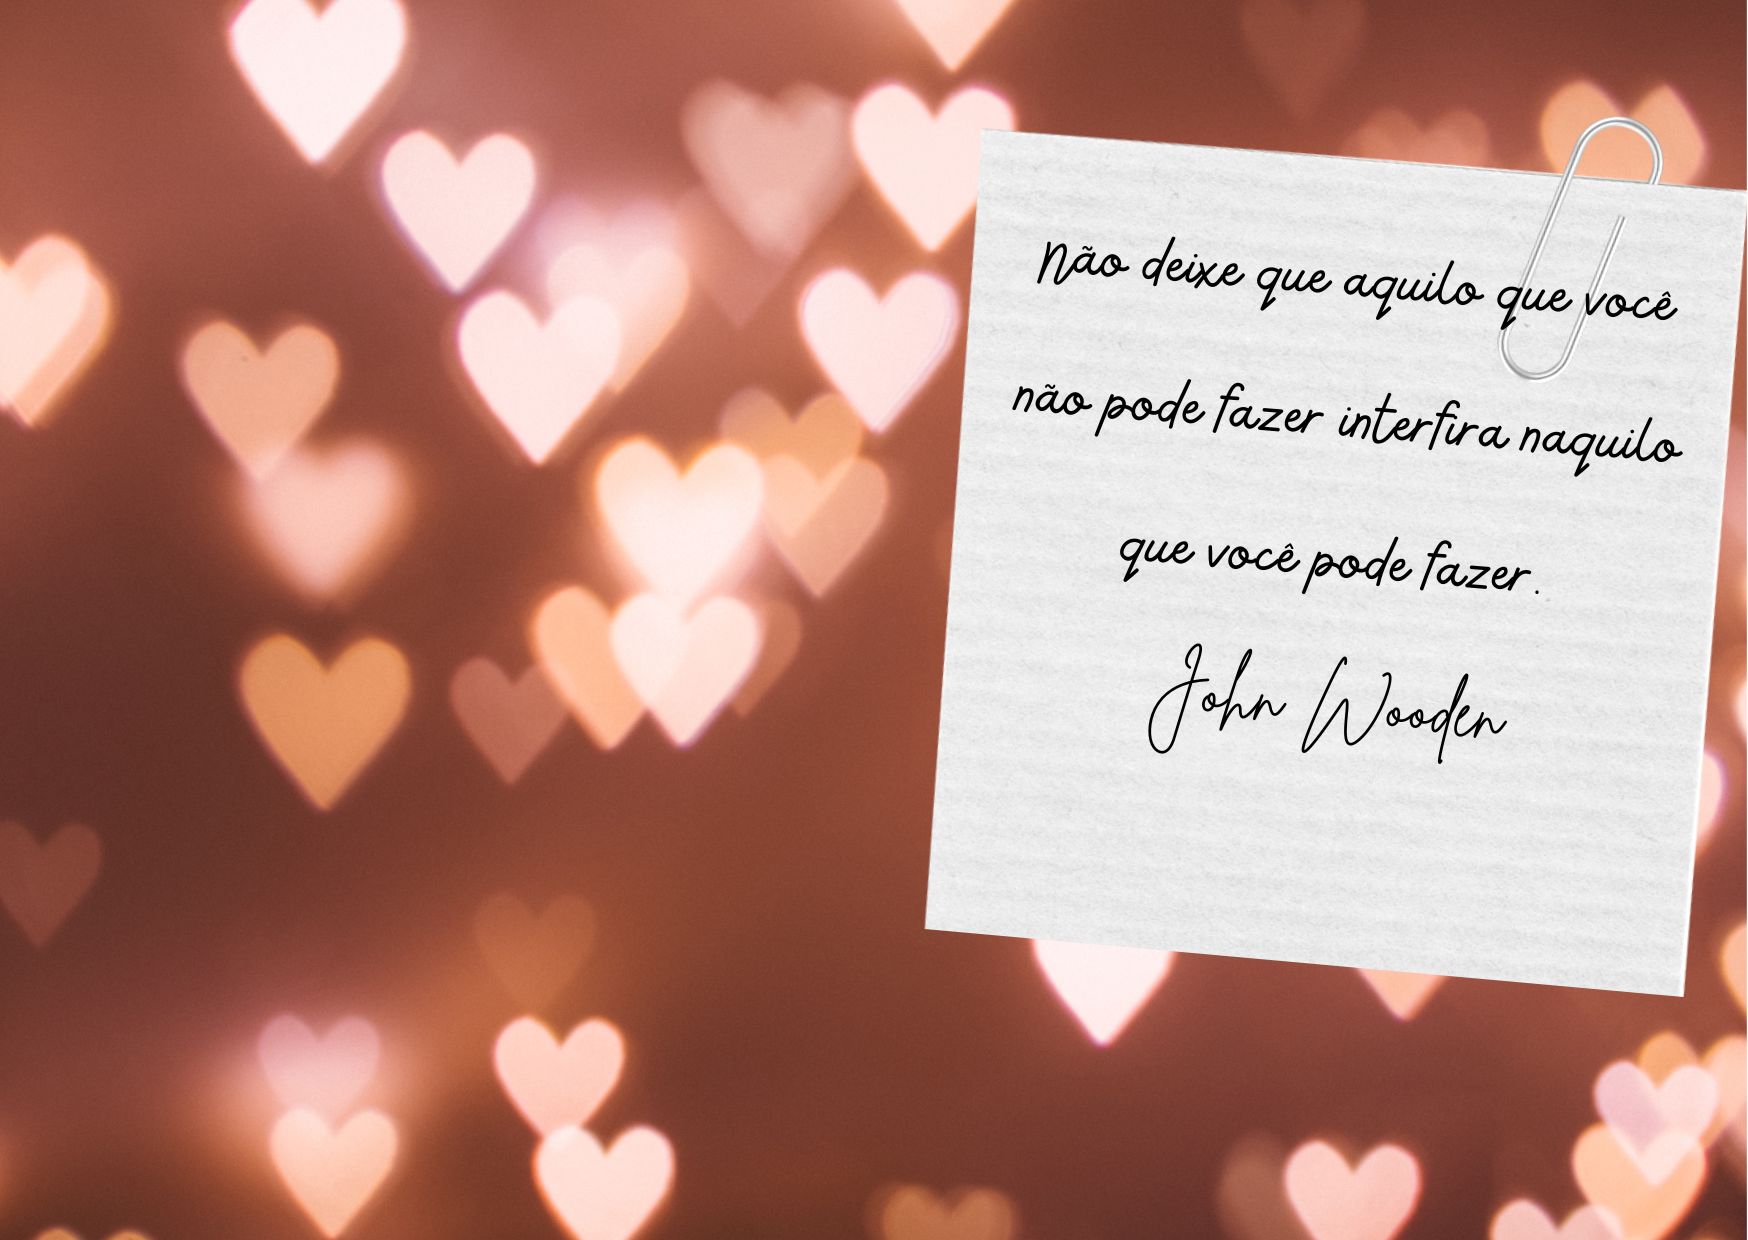 Não deixe que aquilo que você
não pode fazer interfira naquilo
que você pode fazer.
John Wooden